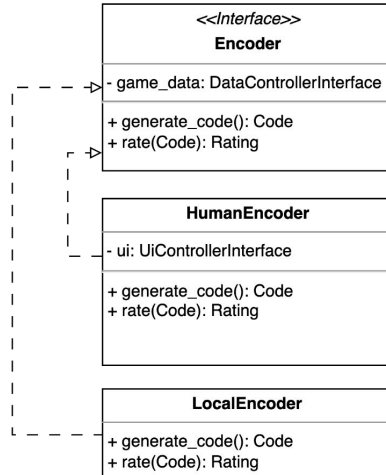 <<Interface>>
Encoder
- game_data: DataControllerInterface
+ generate_code(): Code
+ rate(Code): Rating
HumanEncoder
- ui: UiControllerInterface
+ generate_code(): Code
+ rate(Code): Rating
LocalEncoder
+ generate_code(): Code
+ rate(Code): Rating